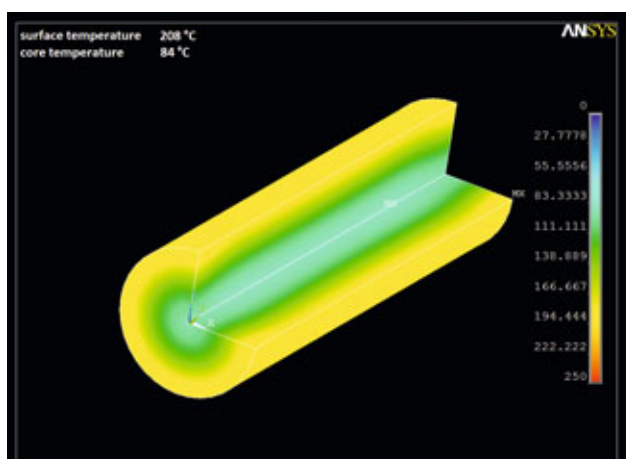 surface temperature 208 °C
core temperature 84 °C
ANSYS
0
27.7778
55.5556
83.3333
111.111
138.889
166.667
194.444
222.222
250
MX
X